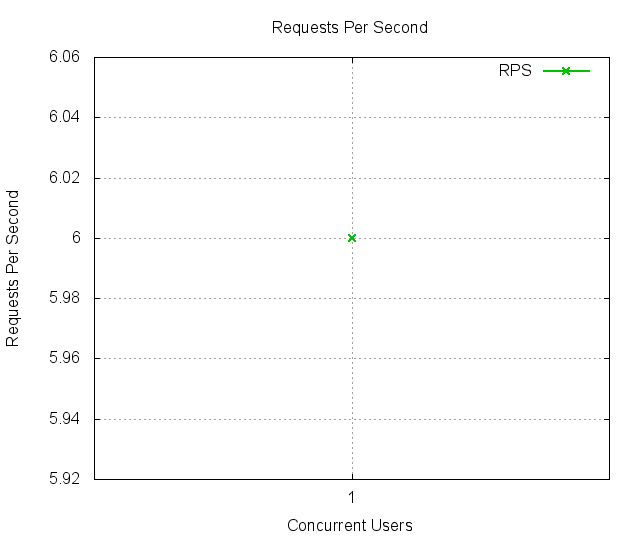 Requests Per Second
6.06
RPS
6.04
6.02
6
5.98
5.96
5.94
5.92
Requests Per Second
1
Concurrent Users